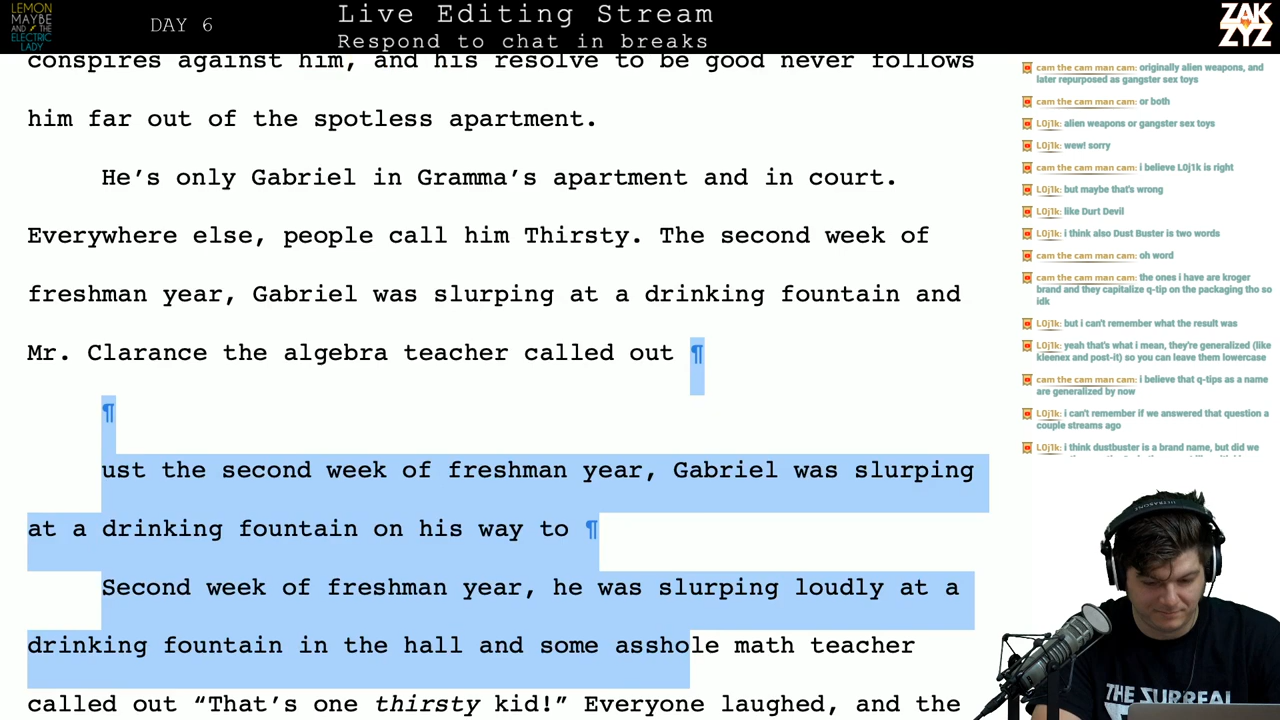 LEMON
MAYBE
AND THE
ELECTRIC
LADY
DAY 6
Live Editing Stream
Respond to chat in breaks
ZAK
ZYZ
conspires against him, and his resolve to be good never follows
him far out of the spotless apartment.
He’s only Gabriel in Gramma’s apartment and in court.
Everywhere else, people call him Thirsty. The second week of
freshman year, Gabriel was slurping at a drinking fountain and
Mr. Clarance the algebra teacher called out ¶
¶
ust the second week of freshman year, Gabriel was slurping
at a drinking fountain on his way to ¶
Second week of freshman year, he was slurping loudly at a
drinking fountain in the hall and some asshole math teacher
called out “That’s one thirsty kid!” Everyone laughed, and the
cam the cam man cam: originally alien weapons, and
later repurposed as gangster sex toys
cam the cam man cam: or both
L0j1k: alien weapons or gangster sex toys
L0j1k: wew! sorry
cam the cam man cam: i believe L0j1k is right
L0j1k: but maybe that's wrong
L0j1k: like Durt Devil
L0j1k: i think also Dust Buster is two words
cam the cam man cam: oh word
cam the cam man cam: the ones i have are kroger
brand and they capitalize q-tip on the packaging tho so
idk
L0j1k: but i can't remember what the result was
L0j1k: yeah that's what i mean, they're generalized (like
kleenex and post-it) so you can leave them lowercase
cam the cam man cam: i believe that q-tips as a name
are generalized by now
L0j1k: i can't remember if we answered that question a
couple streams ago
L0j1k: i think dustbuster is a brand name, but did we
ULTRASONE
THE SURREAL